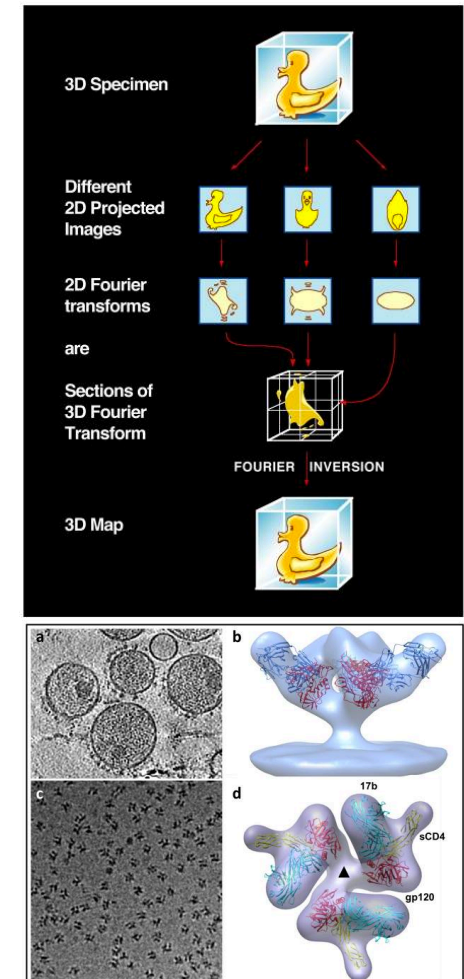 3D Specimen
Different
2D Projected
Images
2D Fourier
transforms
are
Sections of
3D Fourier
Transform
FOURIER INVERSION
3D Map
a
b
c
d
17b
sCD4
gp120